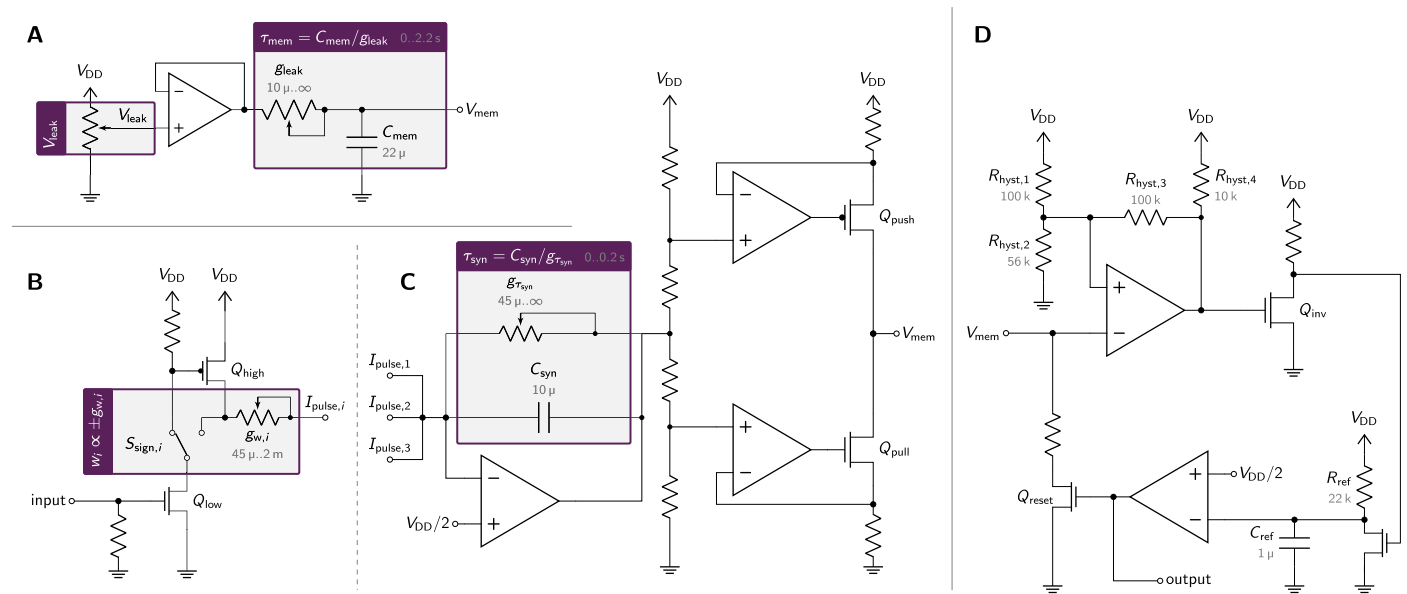 A
τmem = Cmem/gleak 0..2.2 s
VDD
gleak
10 μ..∞
Vleak
Vleak
−
+
Vmem
Cmem
22 μ
B
VDD
VDD
Qhigh
wi ∝ ±gw,i
Ipulse,i
Ssign,i
gw,i
45 μ..2 m
input
Qlow
C
τsyn = Csyn/gτsyn 0..0.2 s
gτsyn
45 μ..∞
Csyn
10 μ
Ipulse,1
Ipulse,2
Ipulse,3
−
VDD/2
+
VDD
VDD
−
+
Qpush
Vmem
+
−
Qpull
D
VDD
VDD
Rhyst,1
100 k
Rhyst,3
100 k
Rhyst,4
10 k
VDD
Rhyst,2
56 k
+
−
Qinv
Vmem
VDD
+
VDD/2
Rref
22 k
Qreset
−
Cref
1 μ
output